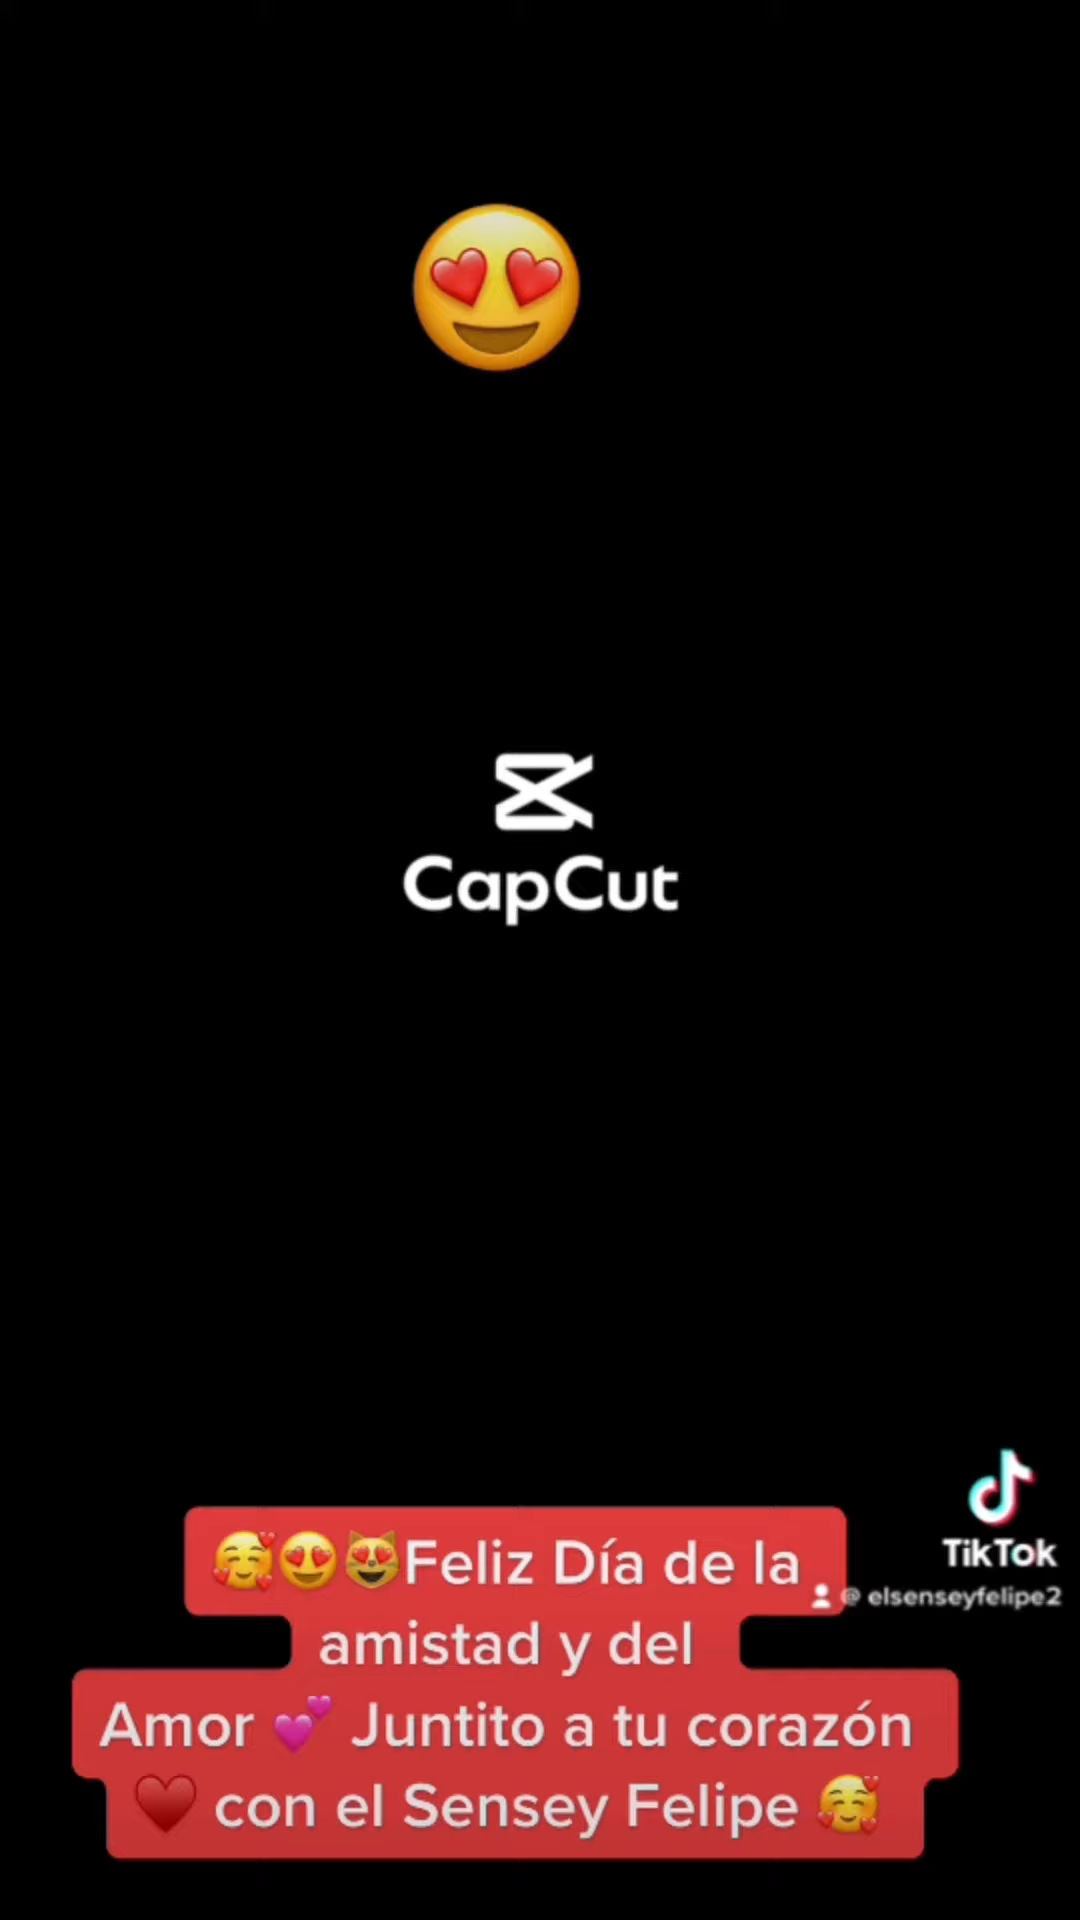 😍
CapCut
TikTok
@ elsenseyfelipe2
🥰😍😻Feliz Día de la
amistad y del
Amor 💕 Juntito a tu corazón
♥️ con el Sensey Felipe 🥰